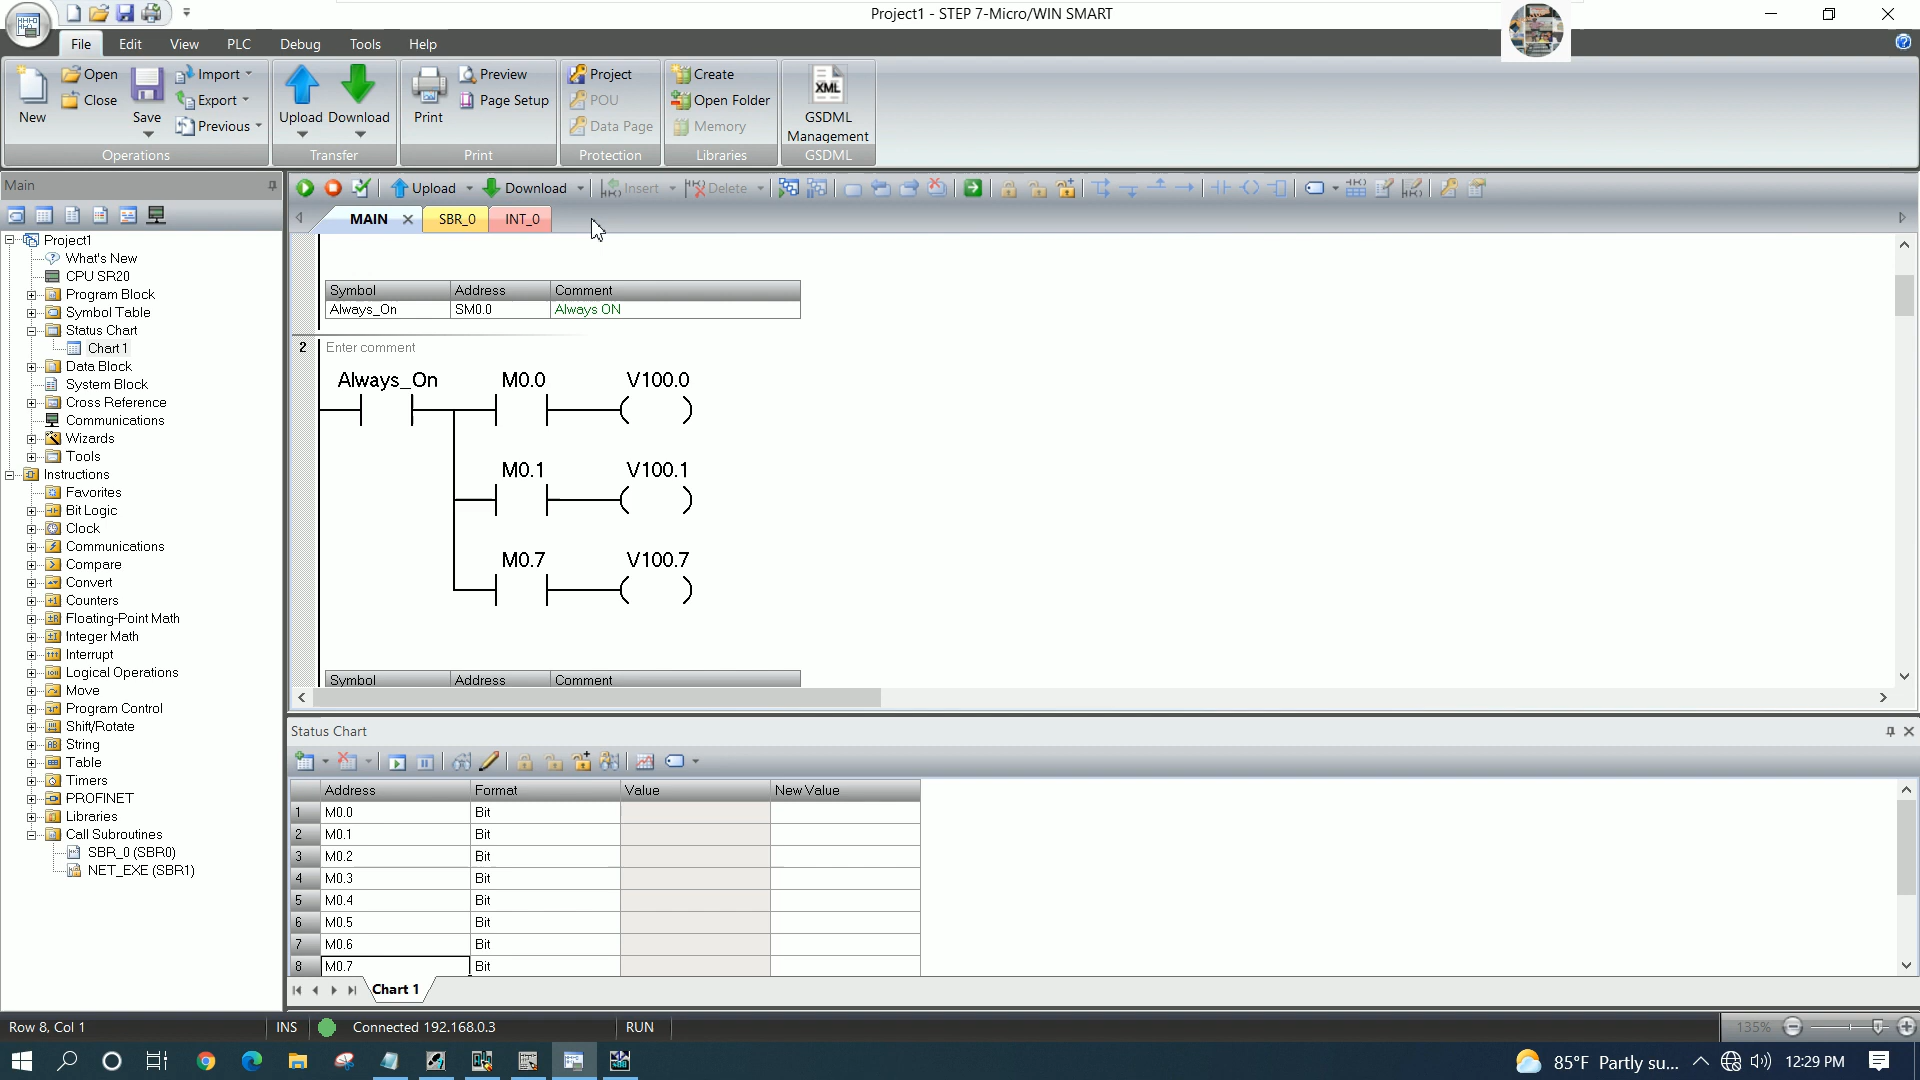 Project1 - STEP 7-Micro/WIN SMART
File Edit View PLC Debug Tools Help
New
Open
Close
Save
Import
Export
Previous
Operations
Upload
Download
Transfer
Print
Preview
Page Setup
Print
Project
POU
Data Page
Protection
Create
Open Folder
Memory
Libraries
XML
GSDML
Management
GSDML
Main
Upload Download Insert Delete
MAIN SBR_0 INT_0
Project1
What's New
CPU SR20
Program Block
Symbol Table
Status Chart
Chart 1
Data Block
System Block
Cross Reference
Communications
Wizards
Tools
Instructions
Favorites
Bit Logic
Clock
Communications
Compare
Convert
Counters
Floating-Point Math
Integer Math
Interrupt
Logical Operations
Move
Program Control
Shift/Rotate
String
Table
Timers
PROFINET
Libraries
Call Subroutines
SBR_0 (SBR0)
NET_EXE (SBR1)
Symbol Address Comment
Always_On SM0.0 Always ON
2 Enter comment
Always_On M0.0 V100.0
M0.1 V100.1
M0.7 V100.7
Symbol Address Comment
Status Chart
Address Format Value New Value
1 M0.0 Bit
2 M0.1 Bit
3 M0.2 Bit
4 M0.3 Bit
5 M0.4 Bit
6 M0.5 Bit
7 M0.6 Bit
8 M0.7 Bit
Chart 1
Row 8, Col 1 INS Connected 192.168.0.3 RUN 135%
85°F Partly su... 12:29 PM